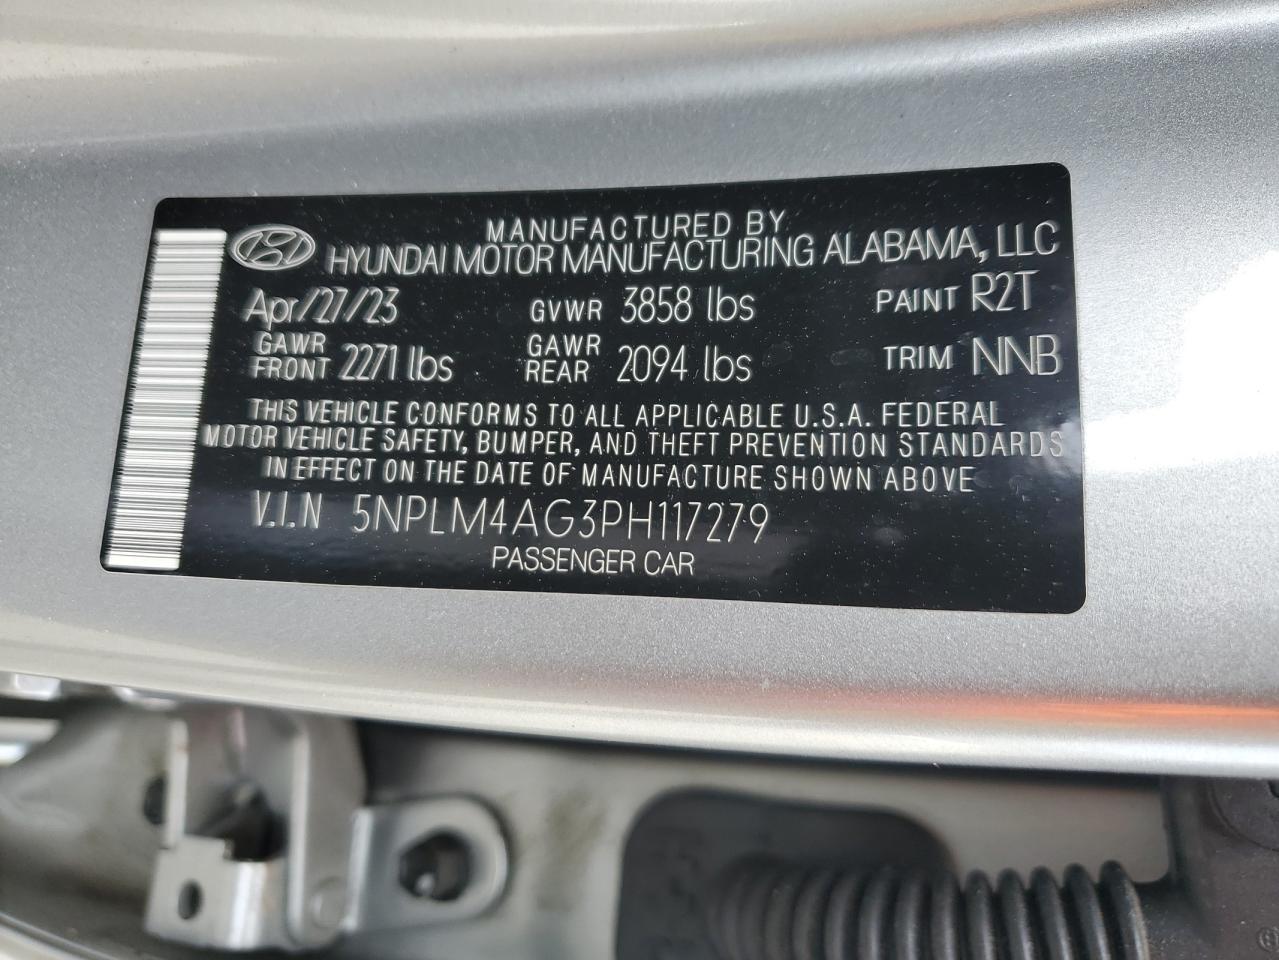 MANUFACTURED BY
HYUNDAI MOTOR MANUFACTURING ALABAMA, LLC
Apr/27/23 GVWR 3858 lbs PAINT R2T
GAWR FRONT 2271 lbs GAWR REAR 2094 lbs TRIM NNB
THIS VEHICLE CONFORMS TO ALL APPLICABLE U.S.A. FEDERAL
MOTOR VEHICLE SAFETY, BUMPER, AND THEFT PREVENTION STANDARDS
IN EFFECT ON THE DATE OF MANUFACTURE SHOWN ABOVE
V.I.N 5NPLM4AG3PH117279
PASSENGER CAR